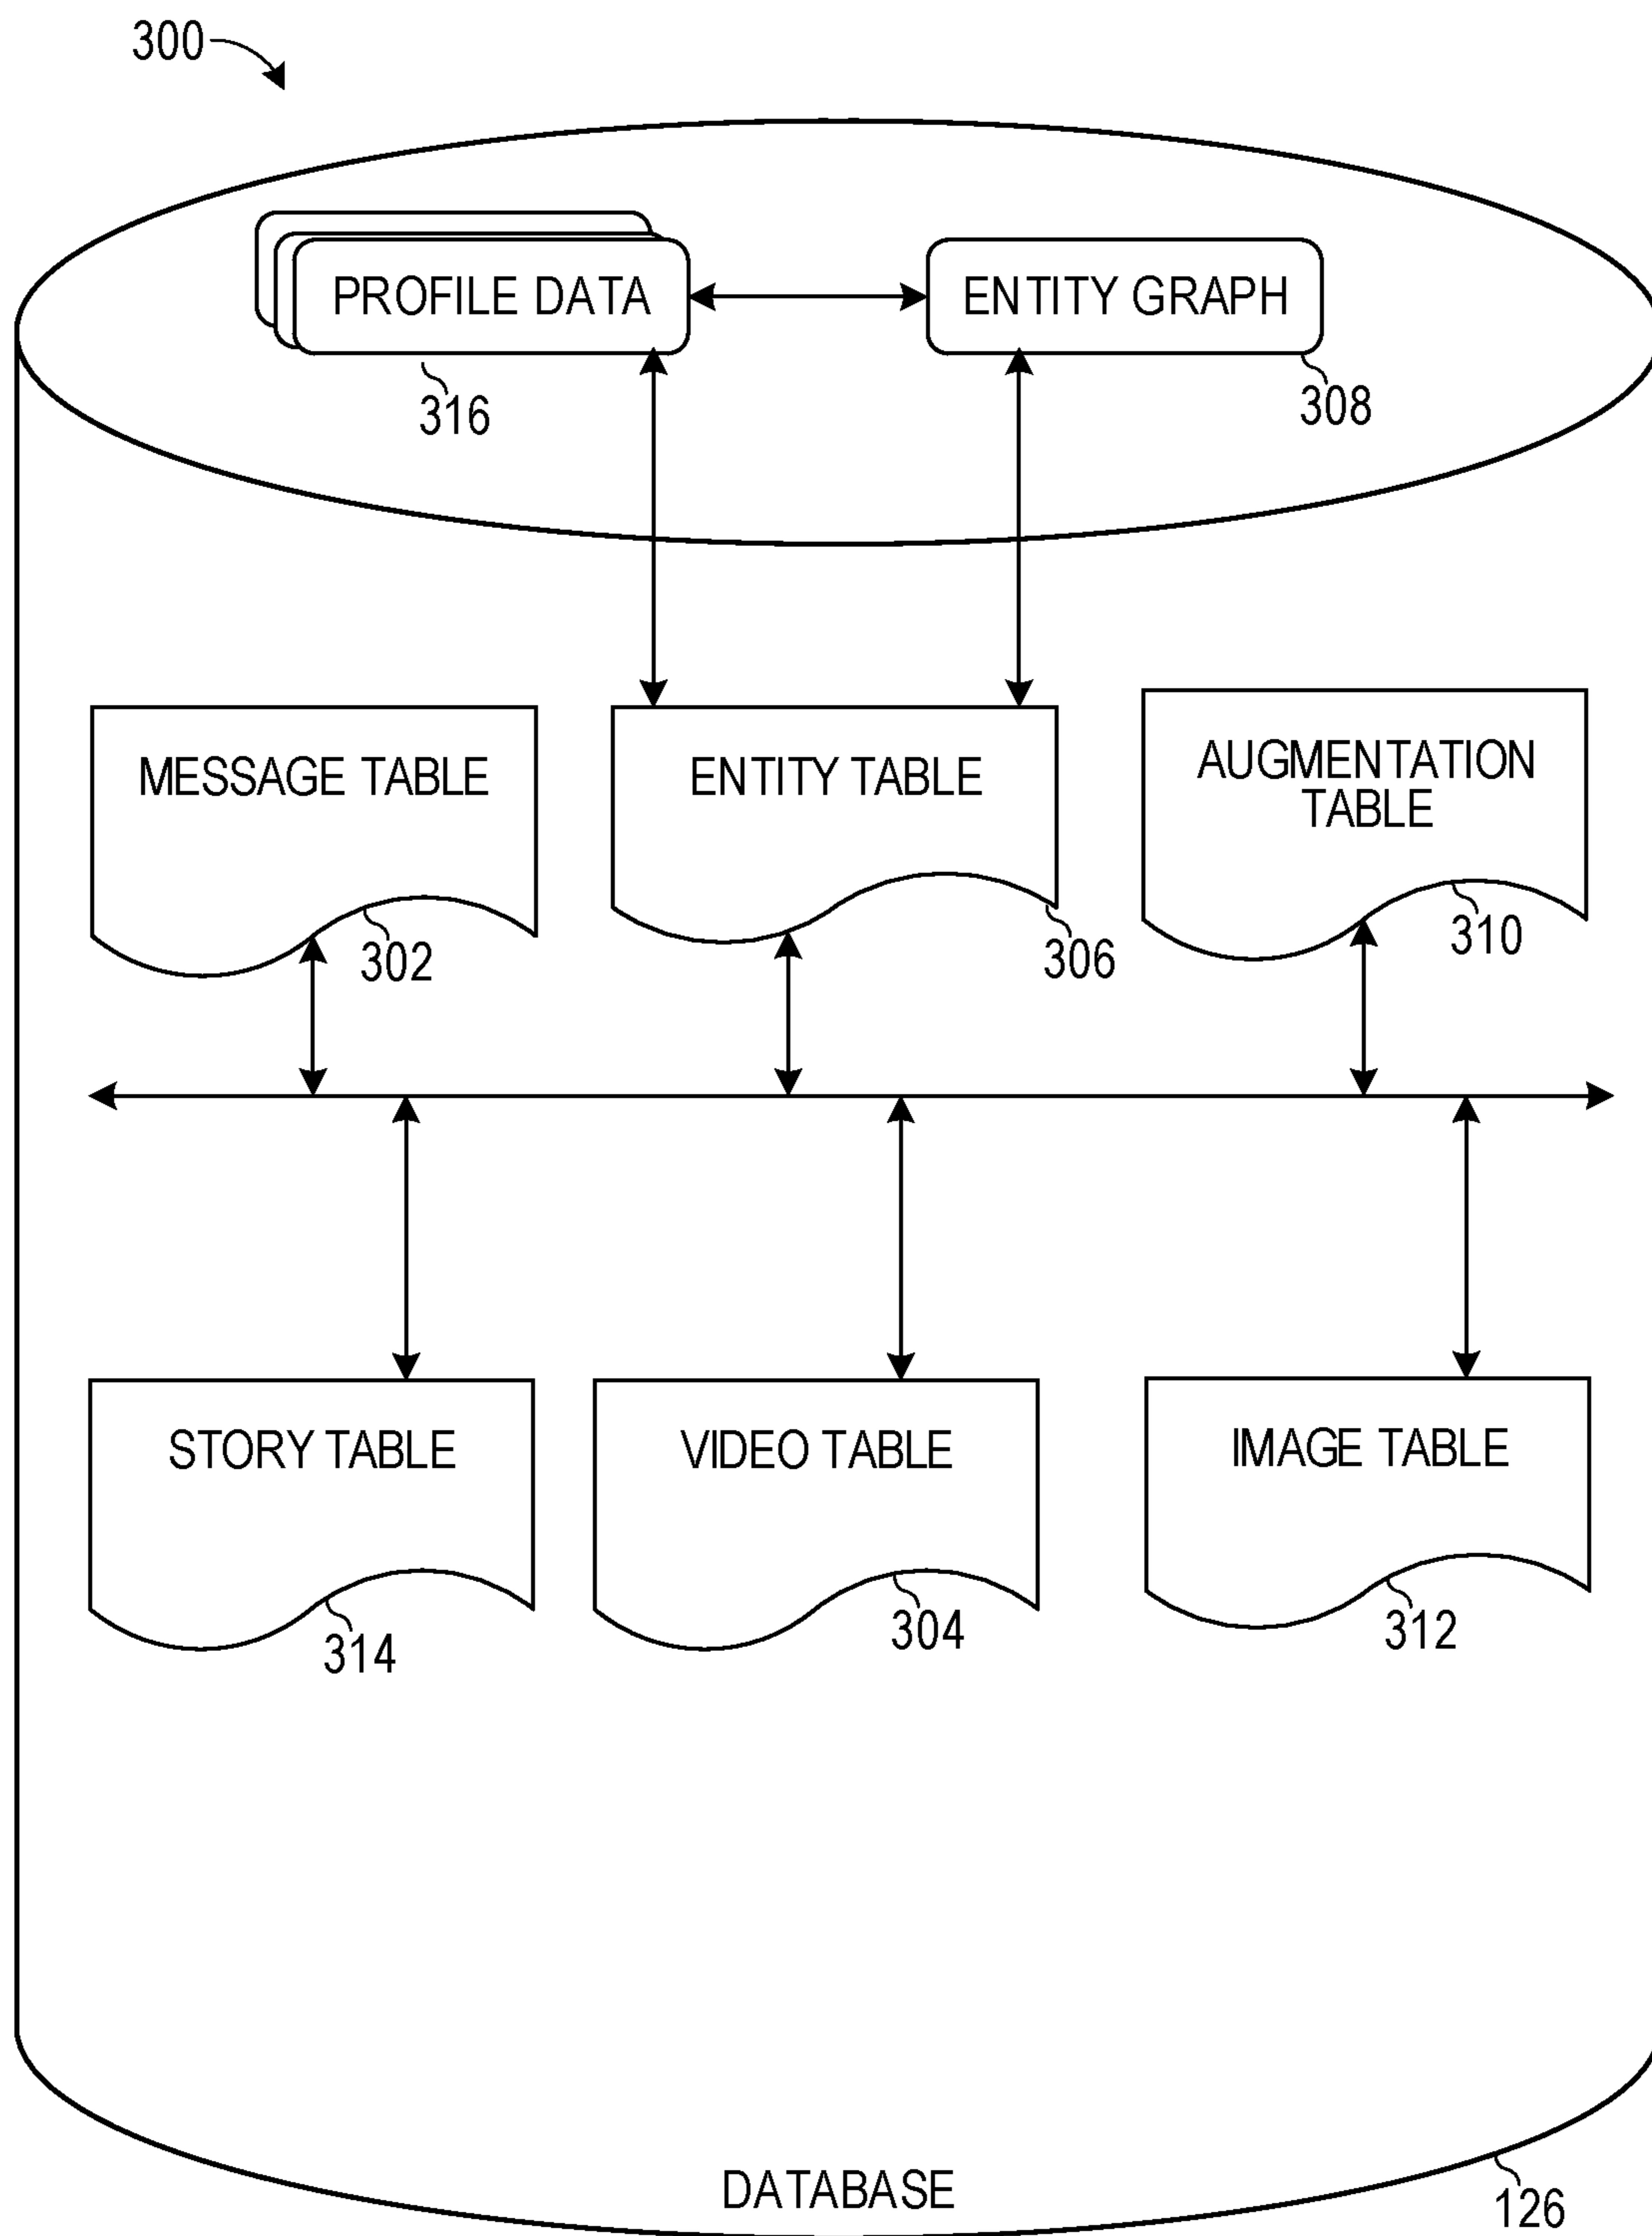 300
PROFILE DATA
ENTITY GRAPH
316
308
MESSAGE TABLE
ENTITY TABLE
AUGMENTATION
TABLE
302
306
310
STORY TABLE
VIDEO TABLE
IMAGE TABLE
314
304
312
DATABASE
126